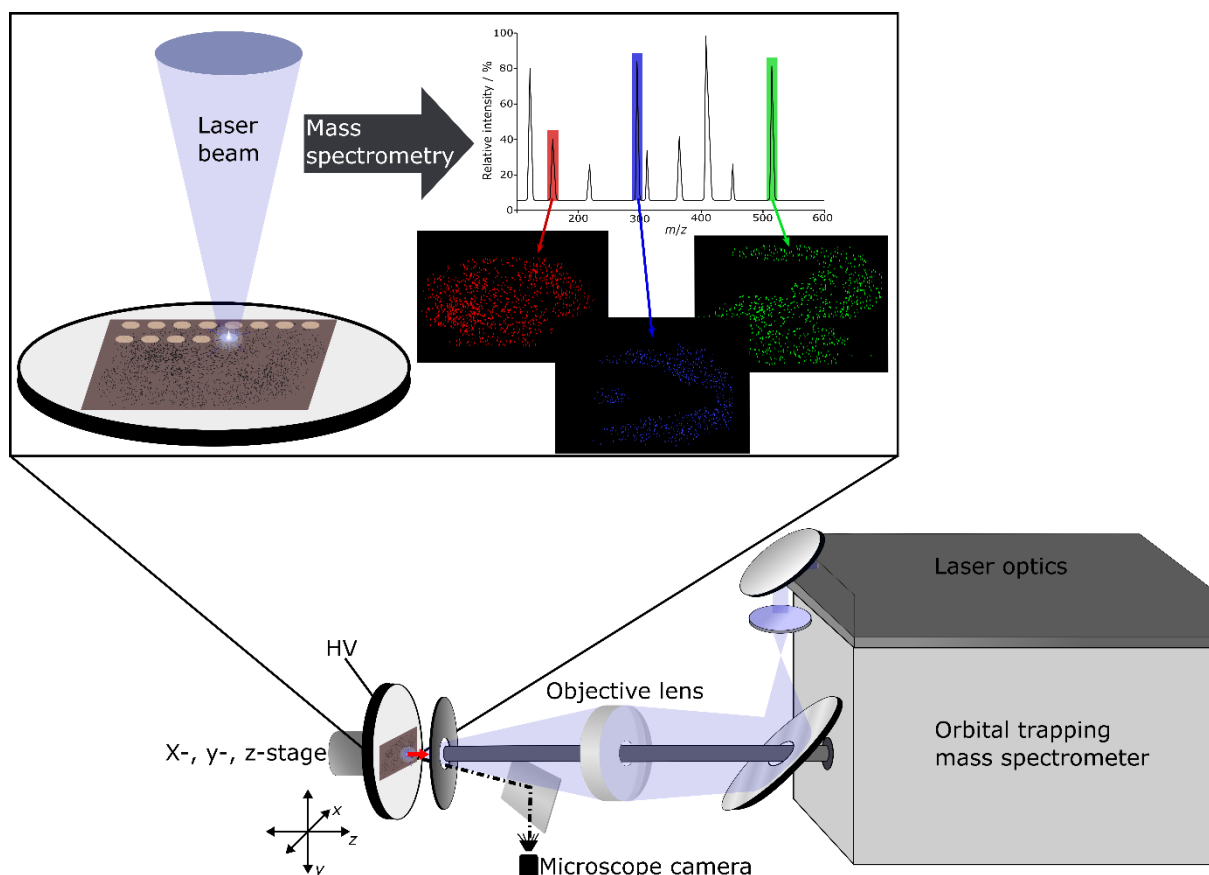 Laser
beam
Mass
spectrometry
Relative intensity / %
100
80
60
40
20
0
200
300
400
500
600
m/z
Laser optics
HV
Objective lens
Orbital trapping
mass spectrometer
X-, y-, z-stage
x
z
y
Microscope camera